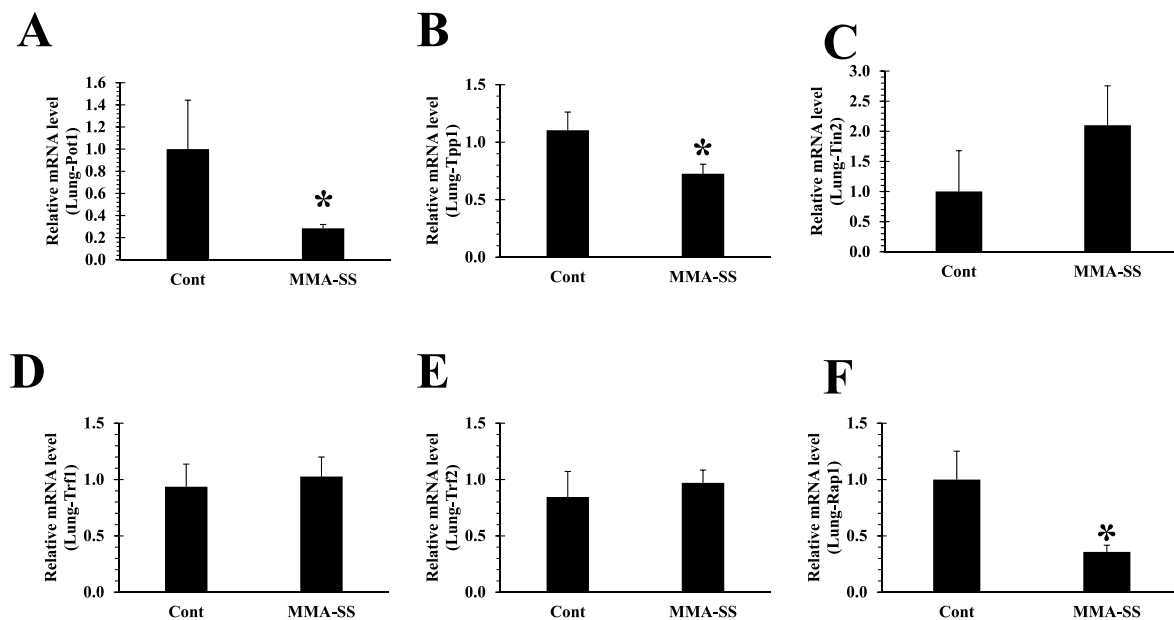 A
Relative mRNA level
(Lung-Pot1)
1.6
1.4
1.2
1.0
0.8
0.6
0.4
0.2
0.0
*
Cont
MMA-SS
B
Relative mRNA level
(Lung-Tpp1)
1.5
1.0
0.5
0.0
*
Cont
MMA-SS
C
Relative mRNA level
(Lung-Tin2)
3.0
2.5
2.0
1.5
1.0
0.5
0.0
Cont
MMA-SS
D
Relative mRNA level
(Lung-Trf1)
1.5
1.0
0.5
0.0
Cont
MMA-SS
E
Relative mRNA level
(Lung-Trf2)
1.5
1.0
0.5
0.0
Cont
MMA-SS
F
Relative mRNA level
(Lung-Rap1)
1.5
1.0
0.5
0.0
*
Cont
MMA-SS